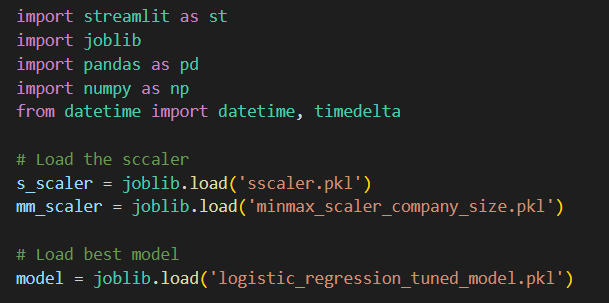 import streamlit as st
import joblib
import pandas as pd
import numpy as np
from datetime import datetime, timedelta
# Load the sccaler
s_scaler = joblib.load('sscaler.pkl')
mm_scaler = joblib.load('minmax_scaler_company_size.pkl')
# Load best model
model = joblib.load('logistic_regression_tuned_model.pkl')